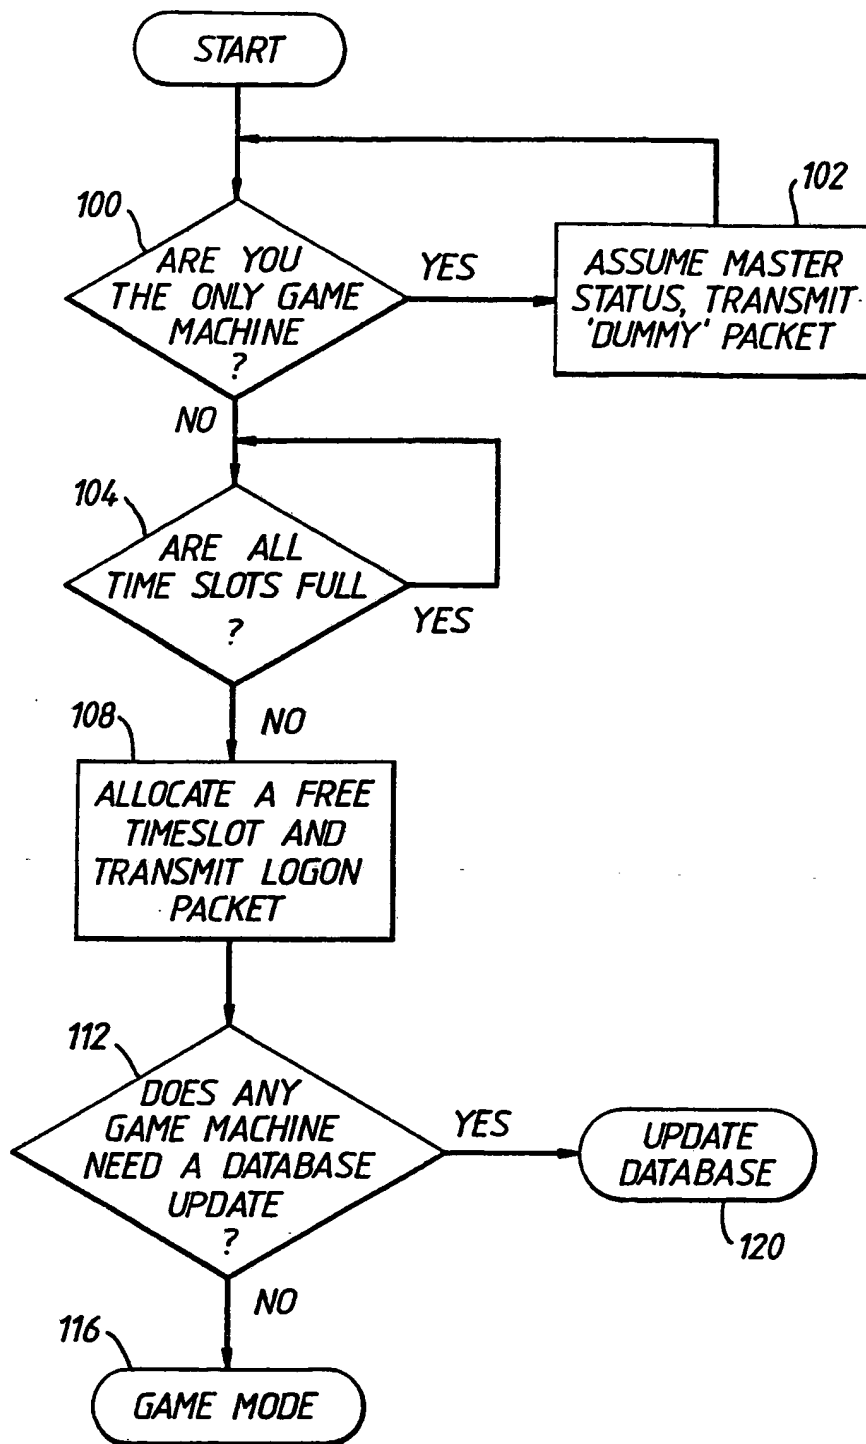 START
100
ARE YOU
THE ONLY GAME
MACHINE
?
YES
102
ASSUME MASTER
STATUS, TRANSMIT
'DUMMY' PACKET
NO
104
ARE ALL
TIME SLOTS FULL
?
YES
NO
108
ALLOCATE A FREE
TIMESLOT AND
TRANSMIT LOGON
PACKET
112
DOES ANY
GAME MACHINE
NEED A DATABASE
UPDATE
?
YES
UPDATE
DATABASE
120
NO
116
GAME MODE